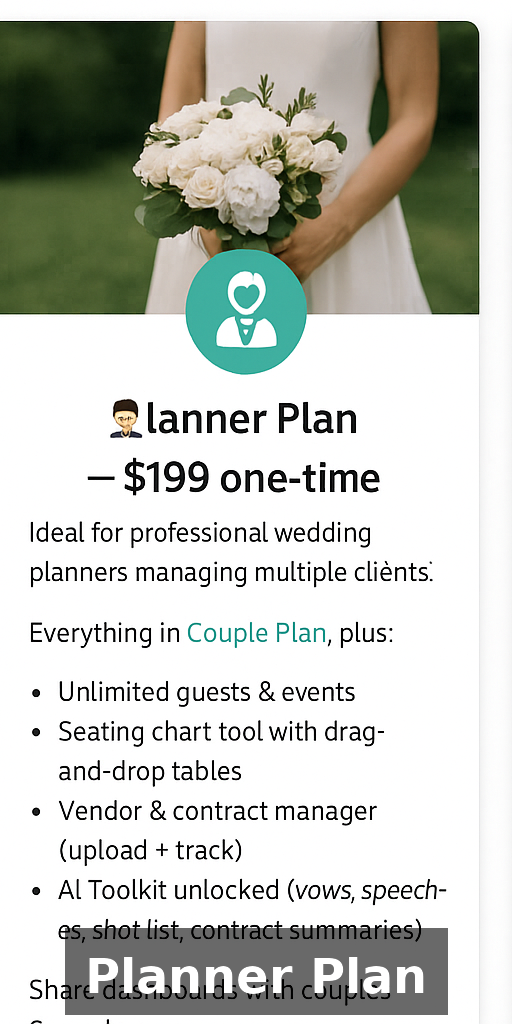 lanner Plan
— $199 one-time
Ideal for professional wedding
planners managing multiple cliènts.
Everything in Couple Plan, plus:
• Unlimited guests & events
• Seating chart tool with drag-
and-drop tables
• Vendor & contract manager
(upload + track)
• Al Toolkit unlocked (vows, speech-
es, shot list, contract summaries)
Share dashbourds with couples
Planner Plan